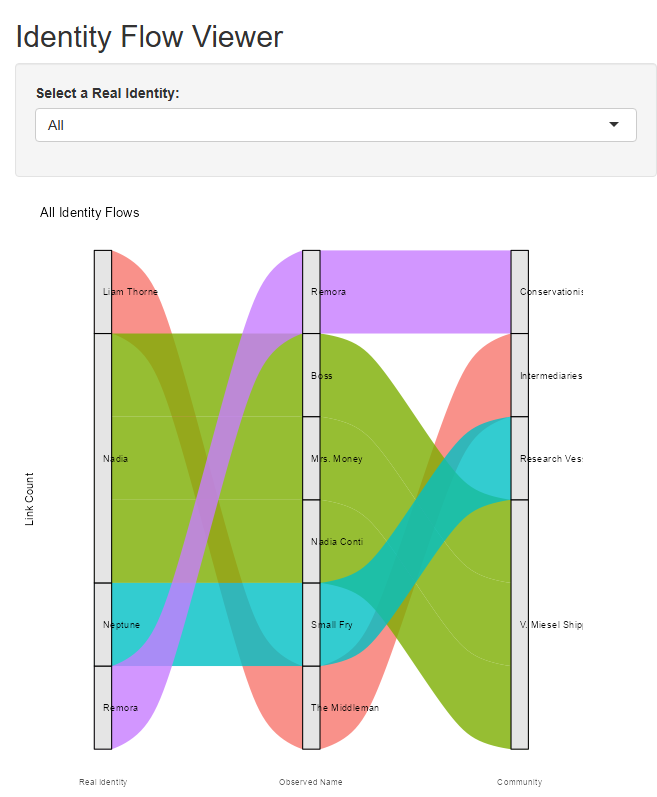 Identity Flow Viewer
Select a Real Identity:
All
All Identity Flows
Liam Thorne
Remora
Conservationis
Boss
Intermediaries
Nadia
Mrs. Money
Research Ves
Link Count
Nadia Conti
Neptune
Small Fry
V. Miesel Ship
Remora
The Middleman
Real Identity
Observed Name
Community